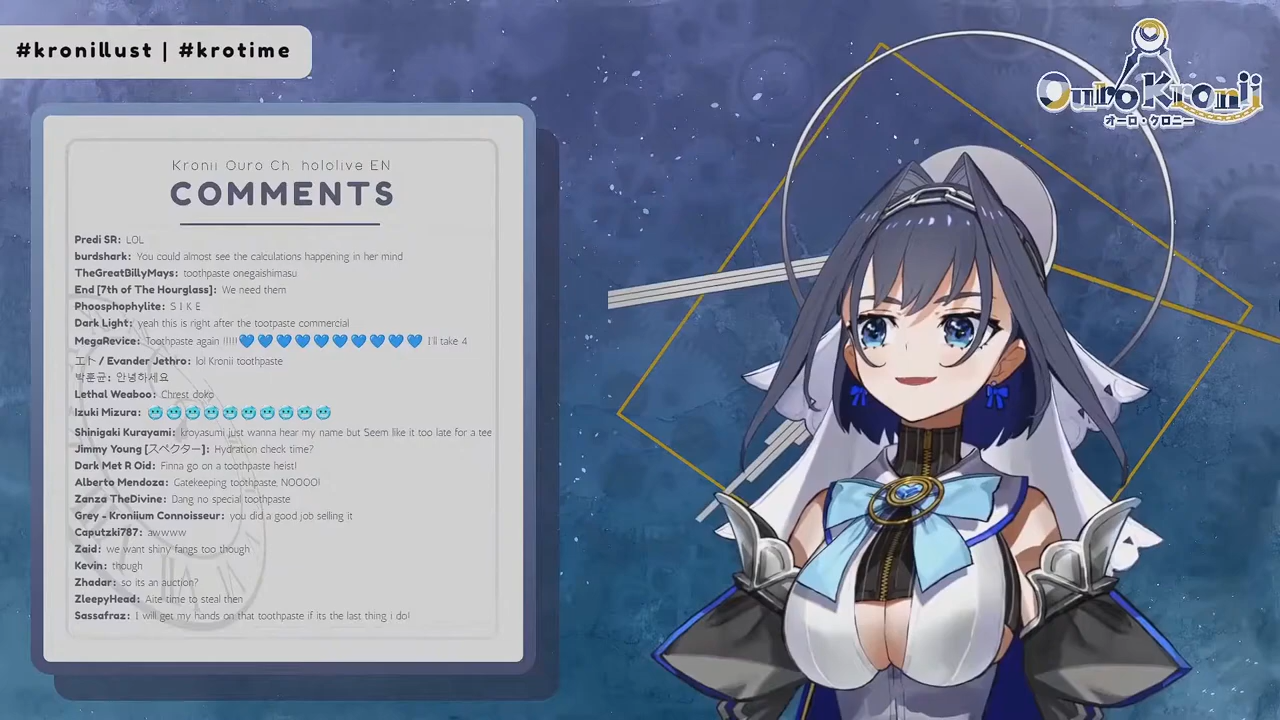 #kronillust | #krotime
Ouro Kronii
オーロ・クロニー
Kronii Ouro Ch hololive EN
COMMENTS
Predi SR: LOL
burdshark: You could almost see the calculations happening in her mind
TheGreatBillyMays: toothpaste onegaishimasu
End [7th of The Hourglass]: We need them
Phoosphophylite: S I K E
Dark Light: yeah this is right after the tootpaste commercial
MegaRevice: Toothpaste again !!!!!💙💙💙💙💙💙💙💙💙💙 I'll take 4
エト / Evander Jethro: lol Kronii toothpaste
박훈균: 안녕하세요
Lethal Weaboo: Chrest doko
Izuki Mizura:
Shinigaki Kurayami: kroyasumi just wanna hear my name but Seem like it too late for a tee
Jimmy Young [スペクター]: Hydration check time?
Dark Met R Oid: Finna go on a toothpaste heist!
Alberto Mendoza: Gatekeeping toothpaste, NOOOO!
Zanza TheDivine: Dang no special toothpaste
Grey - Kroniium Connoisseur: you did a good job selling it
Caputzki787: awwww
Zaid: we want shiny fangs too though
Kevin: though
Zhadar: so its an auction?
ZleepyHead: Aite time to steal then
Sassafraz: I will get my hands on that toothpaste if its the last thing i do!